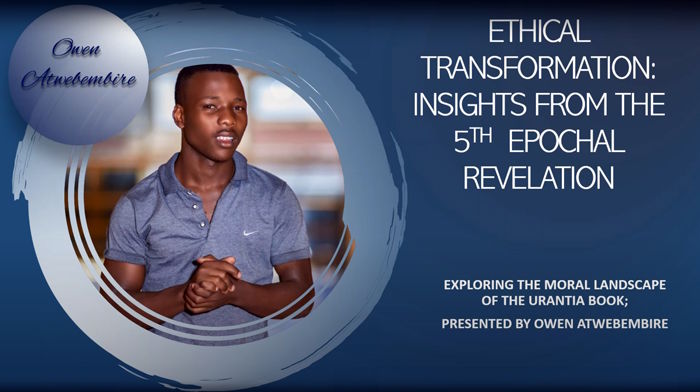 Owen
Atwebembire
ETHICAL
TRANSFORMATION:
INSIGHTS FROM THE
5TH EPOCHAL
REVELATION
EXPLORING THE MORAL LANDSCAPE
OF THE URANTIA BOOK;
PRESENTED BY OWEN ATWEBEMBIRE